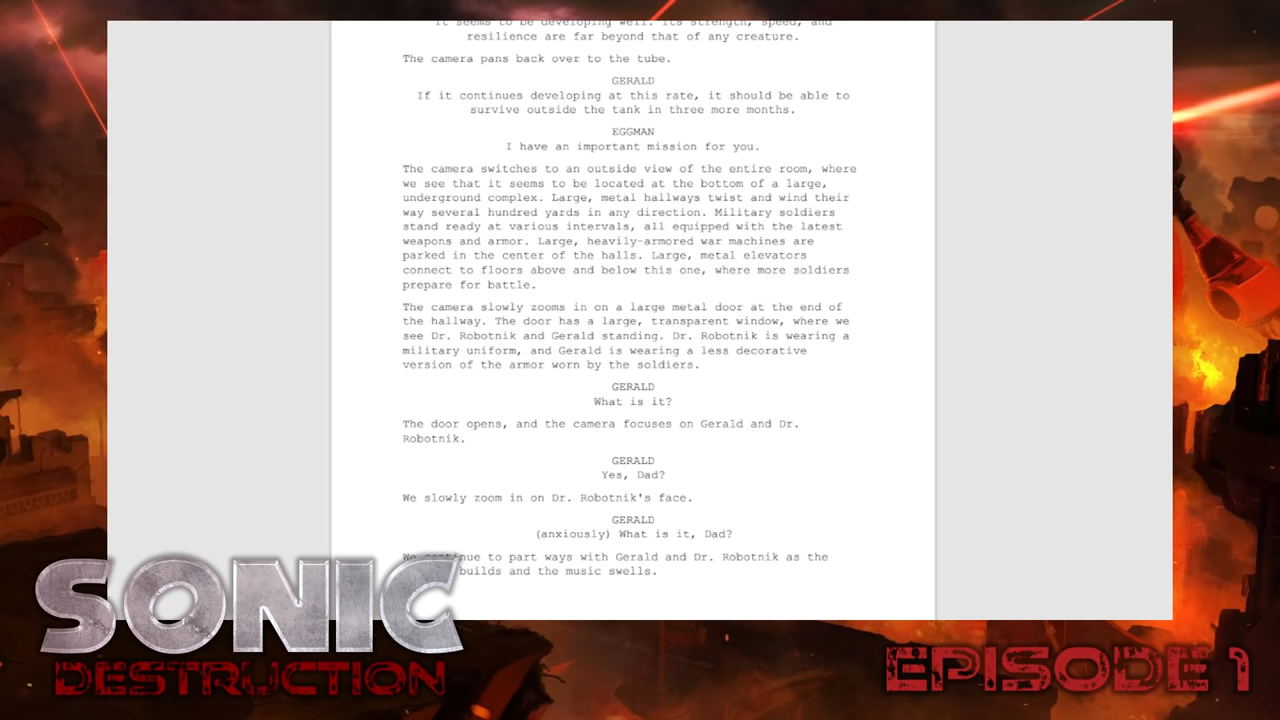 It seems to be developing well. Its strength, speed, and
resilience are far beyond that of any creature.
The camera pans back over to the tube.
GERALD
If it continues developing at this rate, it should be able to
survive outside the tank in three more months.
EGGMAN
I have an important mission for you.
The camera switches to an outside view of the entire room, where
we see that it seems to be located at the bottom of a large,
underground complex. Large, metal hallways twist and wind their
way several hundred yards in any direction. Military soldiers
stand ready at various intervals, all equipped with the latest
weapons and armor. Large, heavily-armored war machines are
parked in the center of the halls. Large, metal elevators
connect to floors above and below this one, where more soldiers
prepare for battle.
The camera slowly zooms in on a large metal door at the end of
the hallway. The door has a large, transparent window, where we
see Dr. Robotnik and Gerald standing. Dr. Robotnik is wearing a
military uniform, and Gerald is wearing a less decorative
version of the armor worn by the soldiers.
GERALD
What is it?
The door opens, and the camera focuses on Gerald and Dr.
Robotnik.
GERALD
Yes, Dad?
We slowly zoom in on Dr. Robotnik's face.
GERALD
(anxiously) What is it, Dad?
We continue to part ways with Gerald and Dr. Robotnik as the
builds and the music swells.
SONIC
DESTRUCTION
EPISODE 1